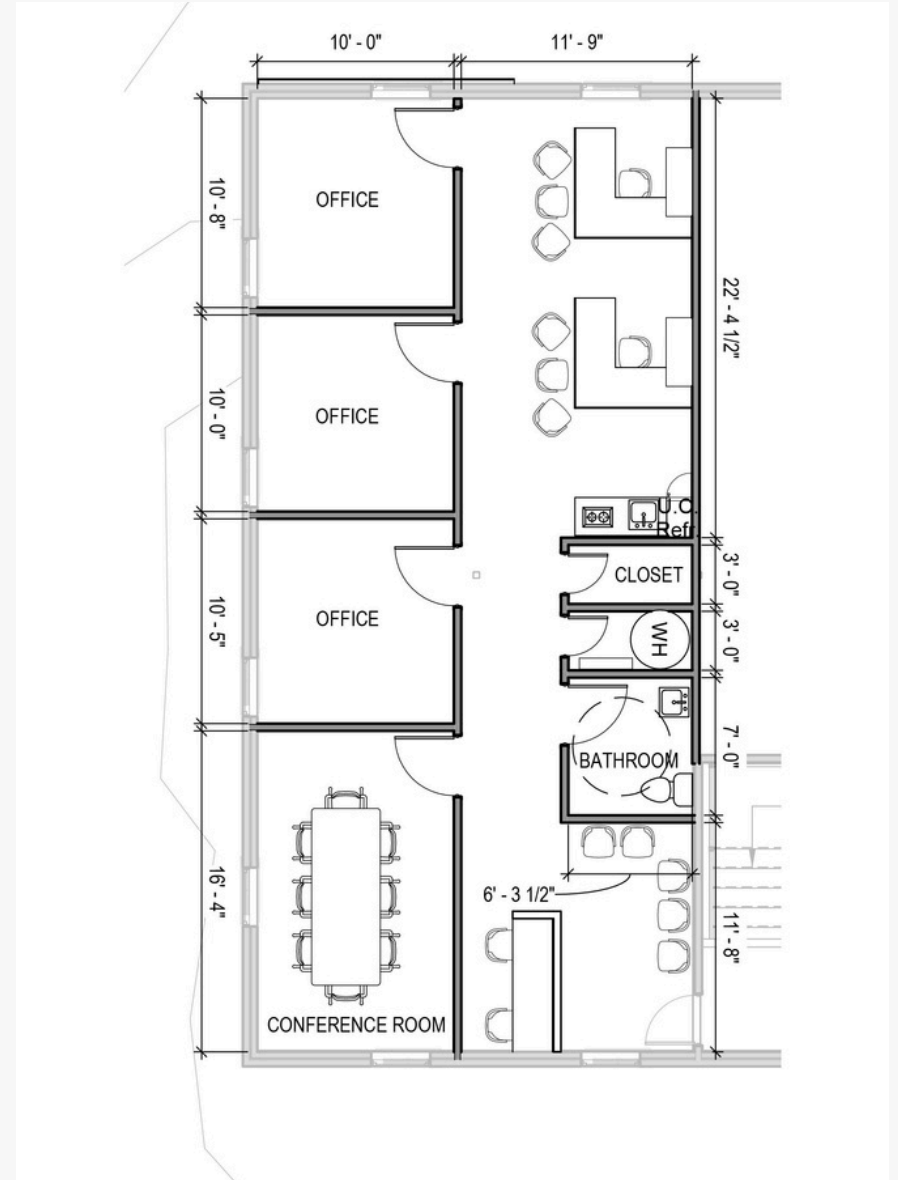 10' - 0"
11' - 9"
10' - 8"
OFFICE
22' - 4 1/2"
10' - 0"
OFFICE
U.C.
Refr.
3' - 0"
CLOSET
10' - 5"
OFFICE
3' - 0"
WH
7' - 0"
BATHROOM
16' - 4"
6' - 3 1/2"
11' - 8"
CONFERENCE ROOM